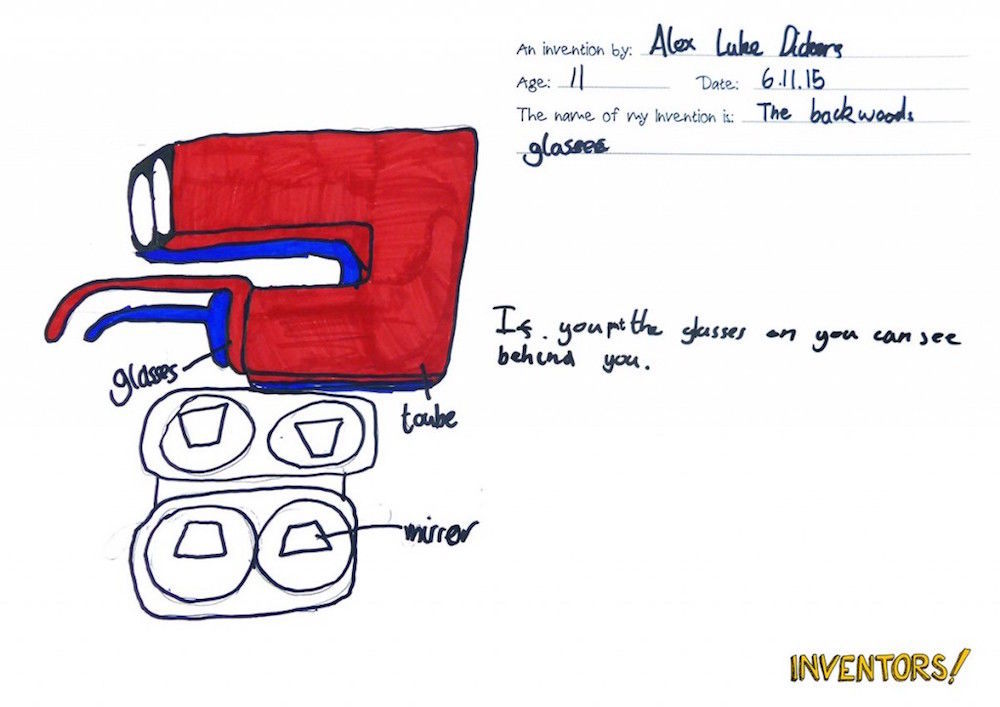 An invention by: Alex Luke Dickens
Age: 11 Date: 6.11.15
The name of my Invention is: The backwoods
glasses
If. you put the glasses on you can see
behind you.
glasses
toube
mirror
INVENTORS!